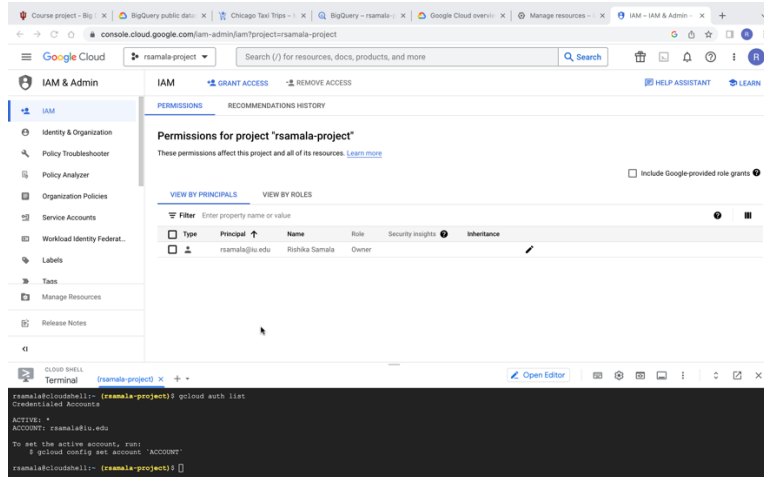 Course project – Big
BigQuery public data
Chicago Taxi Trips –
BigQuery – rsamala-p
Google Cloud overvie
Manage resources –
IAM – IAM & Admin –
console.cloud.google.com/iam-admin/iam?project=rsamala-project
Google Cloud
rsamala-project
Search (/) for resources, docs, products, and more
Search
R
IAM & Admin
IAM
GRANT ACCESS
REMOVE ACCESS
HELP ASSISTANT
LEARN
IAM
Identity & Organization
Policy Troubleshooter
Policy Analyzer
Organization Policies
Service Accounts
Workload Identity Federat...
Labels
Tags
Manage Resources
Release Notes
PERMISSIONS
RECOMMENDATIONS HISTORY
Permissions for project "rsamala-project"
These permissions affect this project and all of its resources. Learn more
Include Google-provided role grants
VIEW BY PRINCIPALS
VIEW BY ROLES
Filter Enter property name or value
Type Principal Name Role Security insights Inheritance
rsamala@iu.edu Rishika Samala Owner
CLOUD SHELL
Terminal
(rsamala-project)
Open Editor
rsamala@cloudshell:~ (rsamala-project)$ gcloud auth list
Credentialed Accounts
ACTIVE: *
ACCOUNT: rsamala@iu.edu
To set the active account, run:
$ gcloud config set account `ACCOUNT`
rsamala@cloudshell:~ (rsamala-project)$